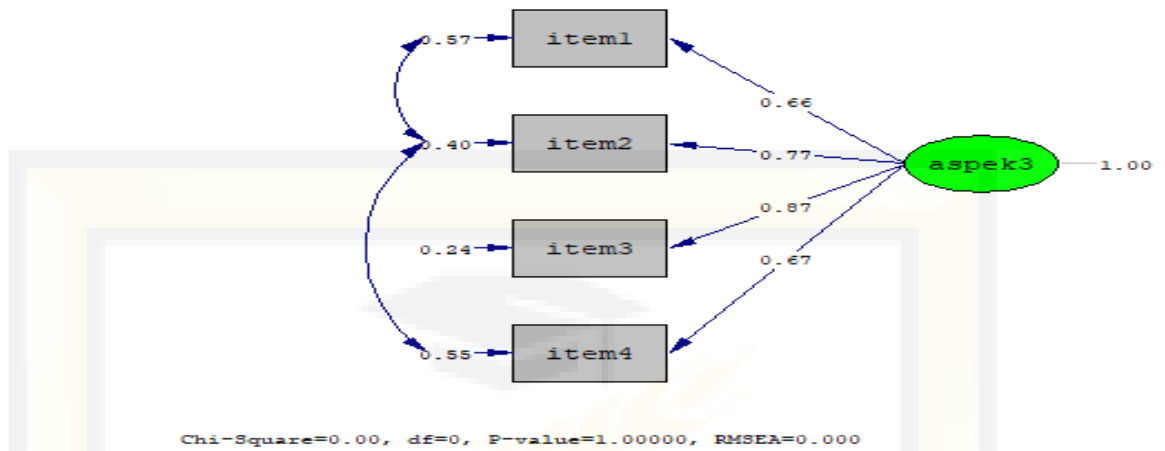 0.57 item1
0.66
0.40 item2
0.77
aspek3 1.00
0.87
0.24 item3
0.67
0.55 item4
Chi-Square=0.00, df=0, P-value=1.00000, RMSEA=0.000